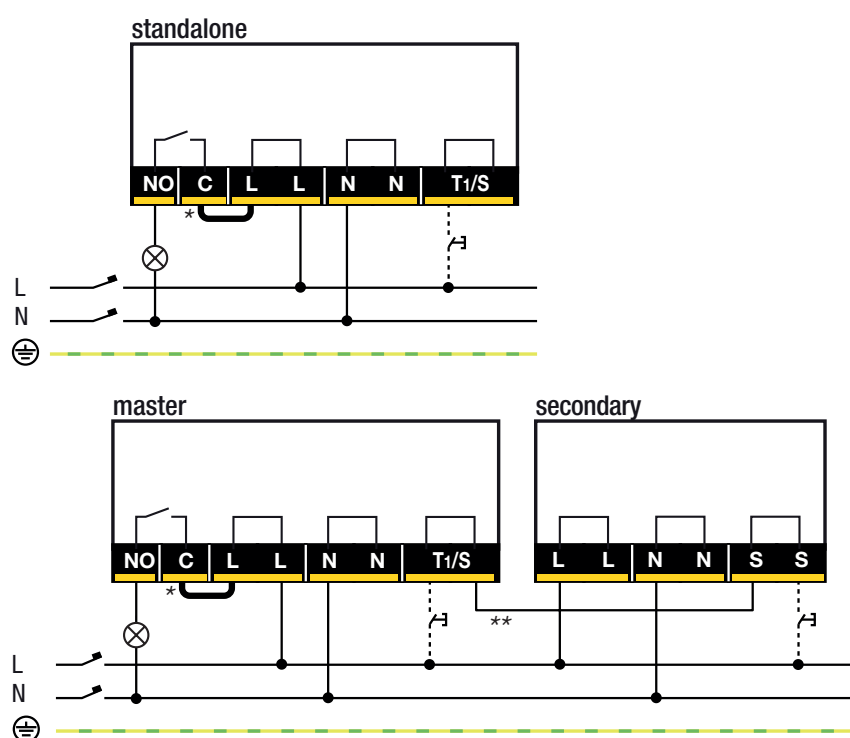 standalone
NO C L L N N T1/S
*
L
N
master
secondary
NO C L L N N T1/S
L L N N S S
*
**
L
N